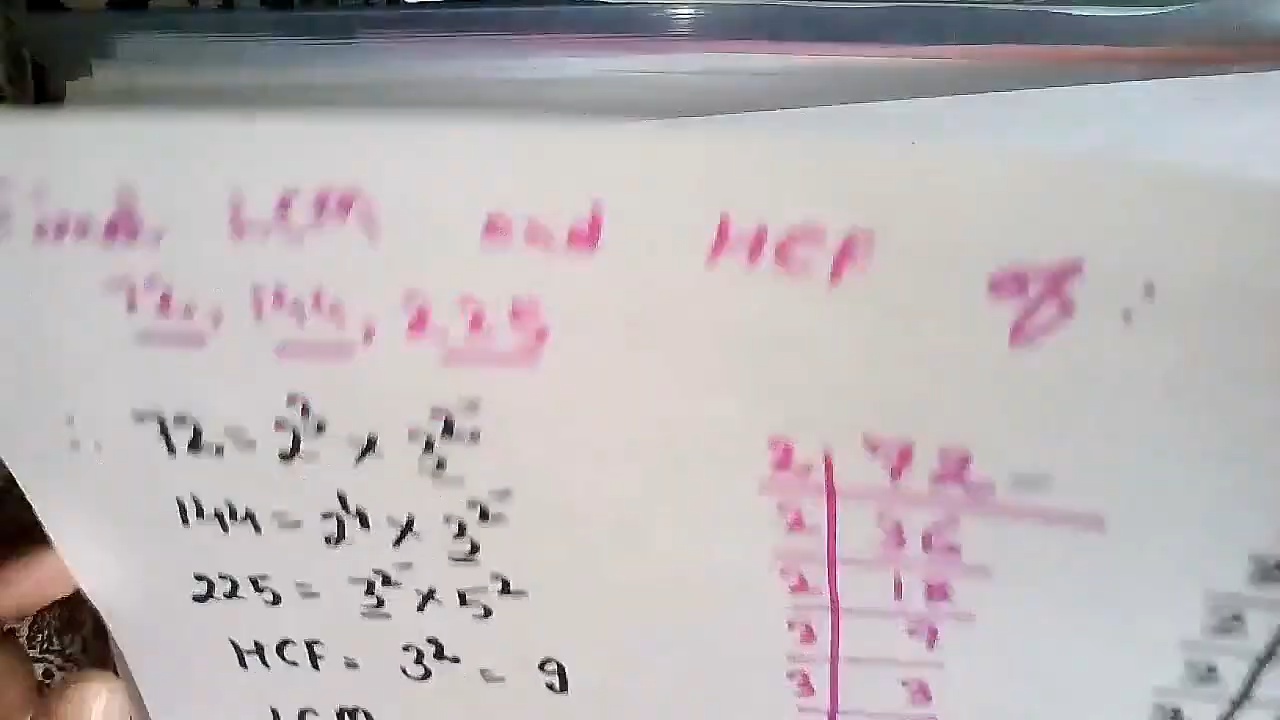 Find LCM and HCF of :
72, 144, 225
∴ 72 = 2³ × 3²
144 = 2⁴ × 3²
225 = 3² × 5²
HCF = 3² = 9
LCM
2 | 72
2 | 36
2 | 18
3 | 9
3 | 3